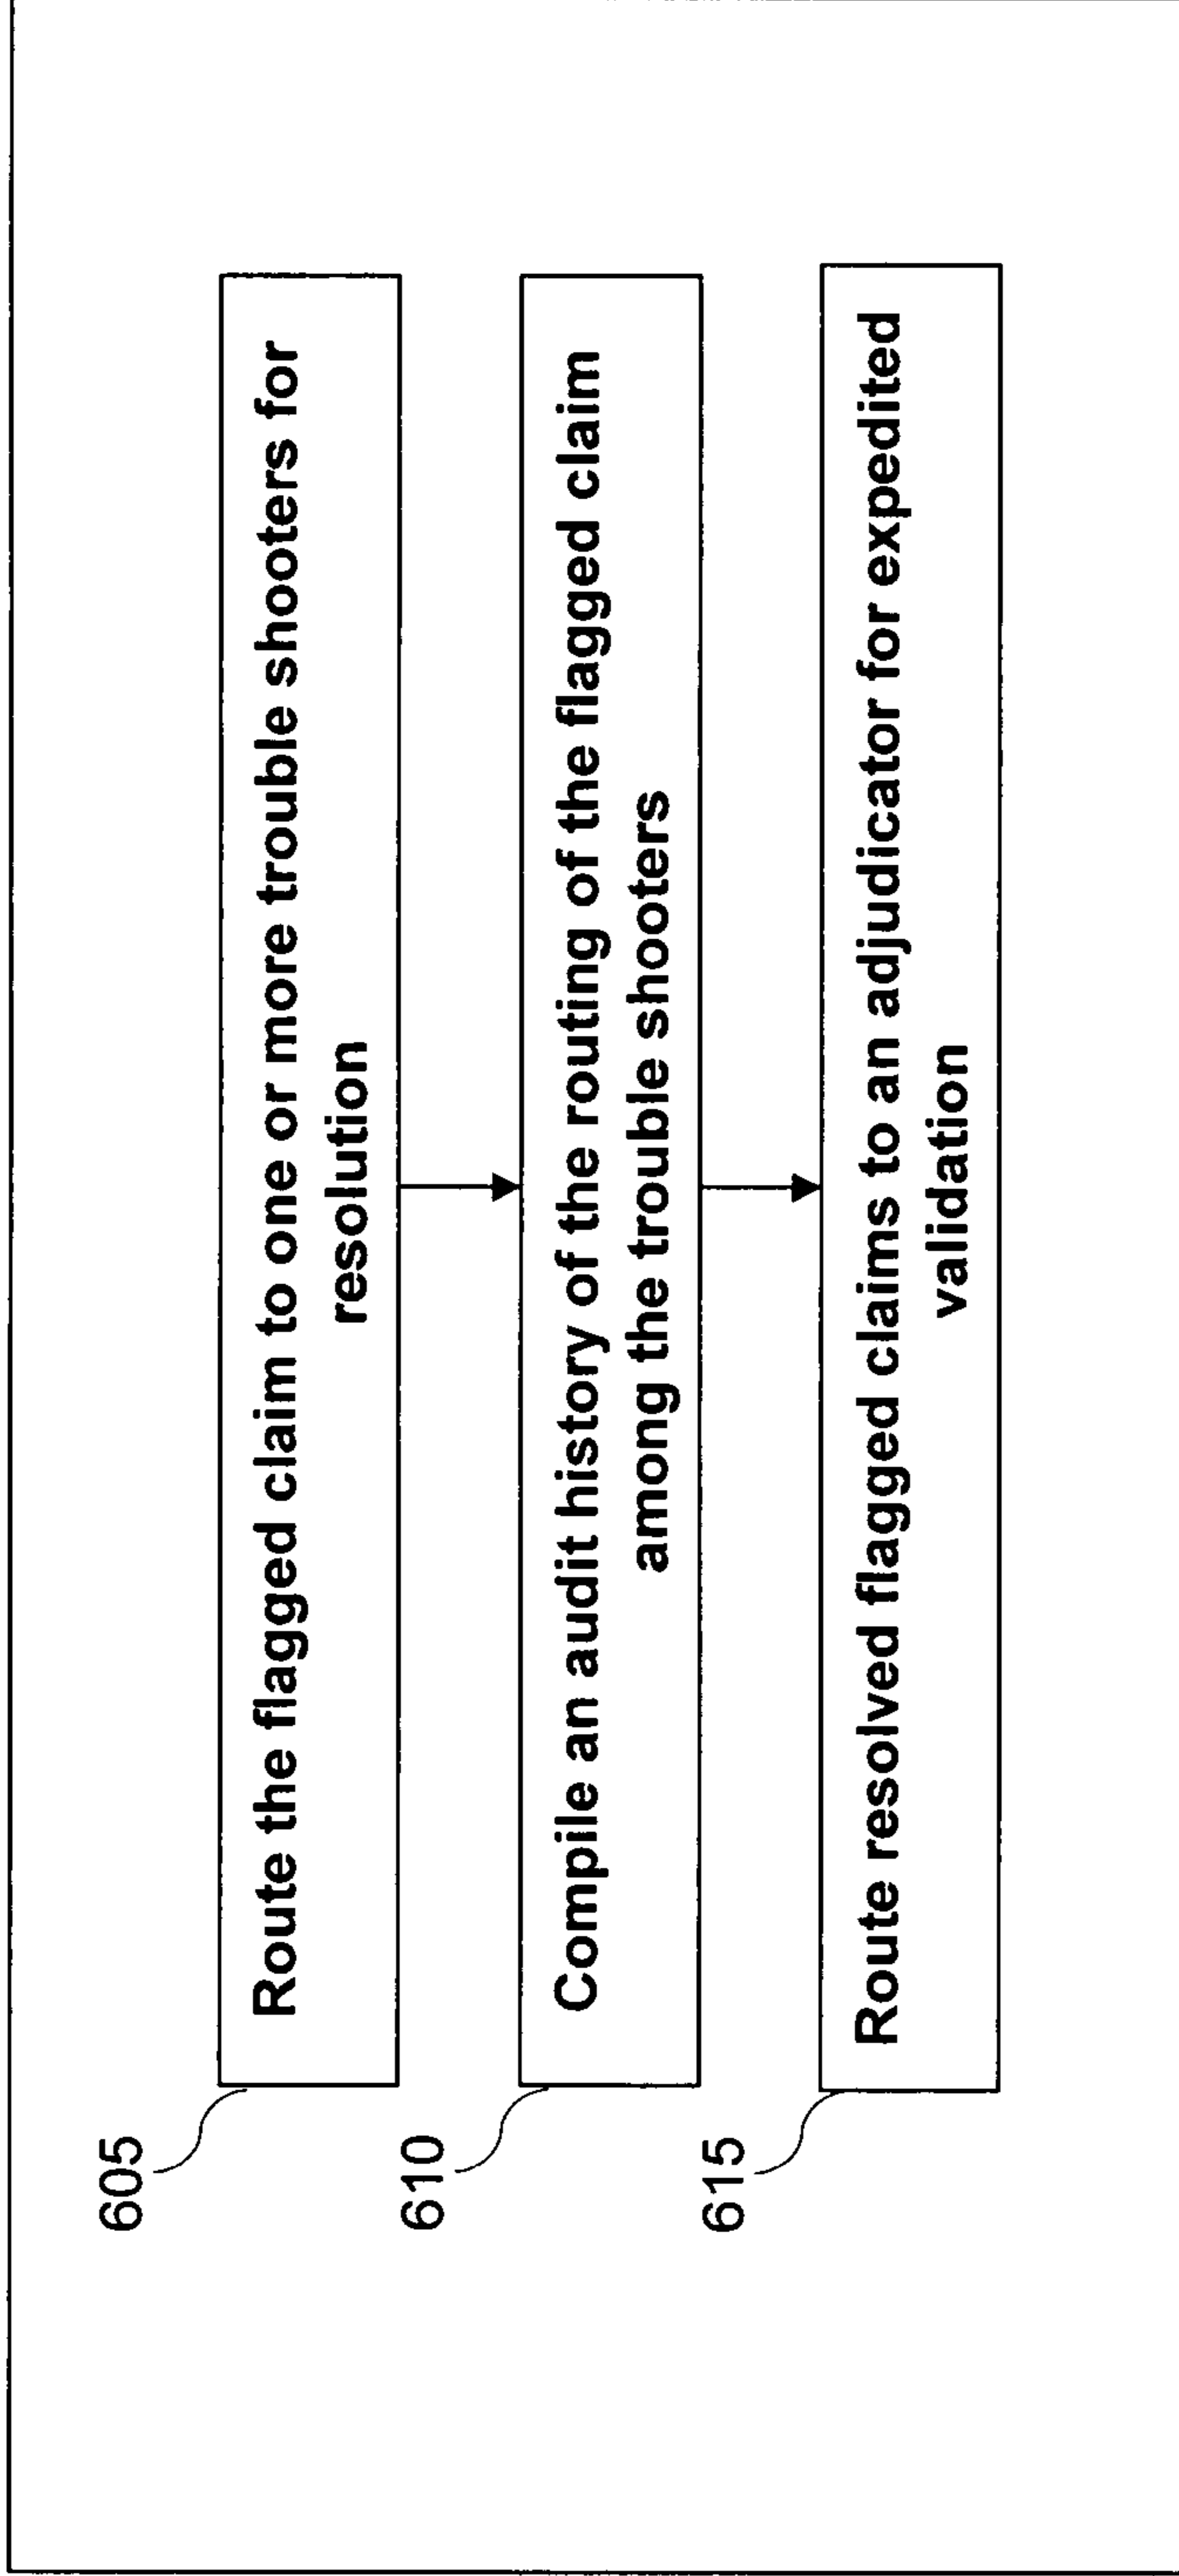 605
Route the flagged claim to one or more trouble shooters for
resolution
610
Compile an audit history of the routing of the flagged claim
among the trouble shooters
615
Route resolved flagged claims to an adjudicator for expedited
validation